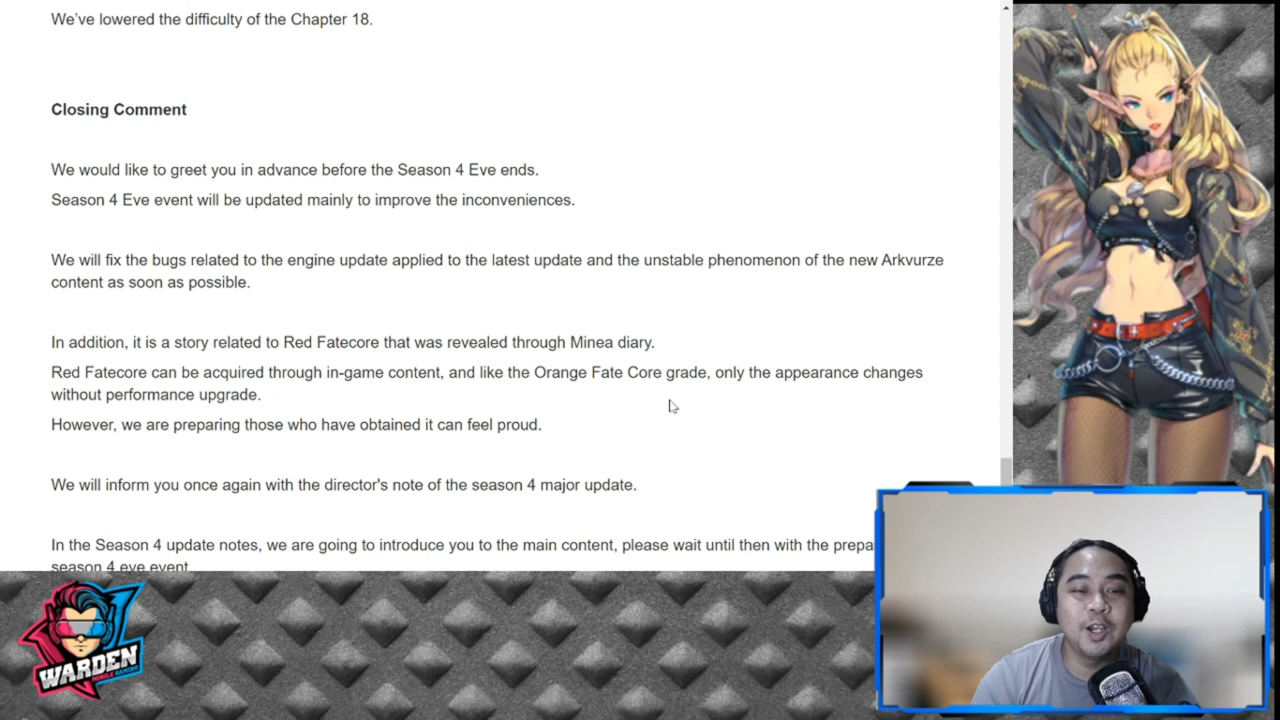 We've lowered the difficulty of the Chapter 18.
Closing Comment
We would like to greet you in advance before the Season 4 Eve ends.
Season 4 Eve event will be updated mainly to improve the inconveniences.
We will fix the bugs related to the engine update applied to the latest update and the unstable phenomenon of the new Arkvurze
content as soon as possible.
In addition, it is a story related to Red Fatecore that was revealed through Minea diary.
Red Fatecore can be acquired through in-game content, and like the Orange Fate Core grade, only the appearance changes
without performance upgrade.
However, we are preparing those who have obtained it can feel proud.
We will inform you once again with the director's note of the season 4 major update.
In the Season 4 update notes, we are going to introduce you to the main content, please wait until then with the prepa
season 4 eve event
WARDEN
MOBILE GAMING